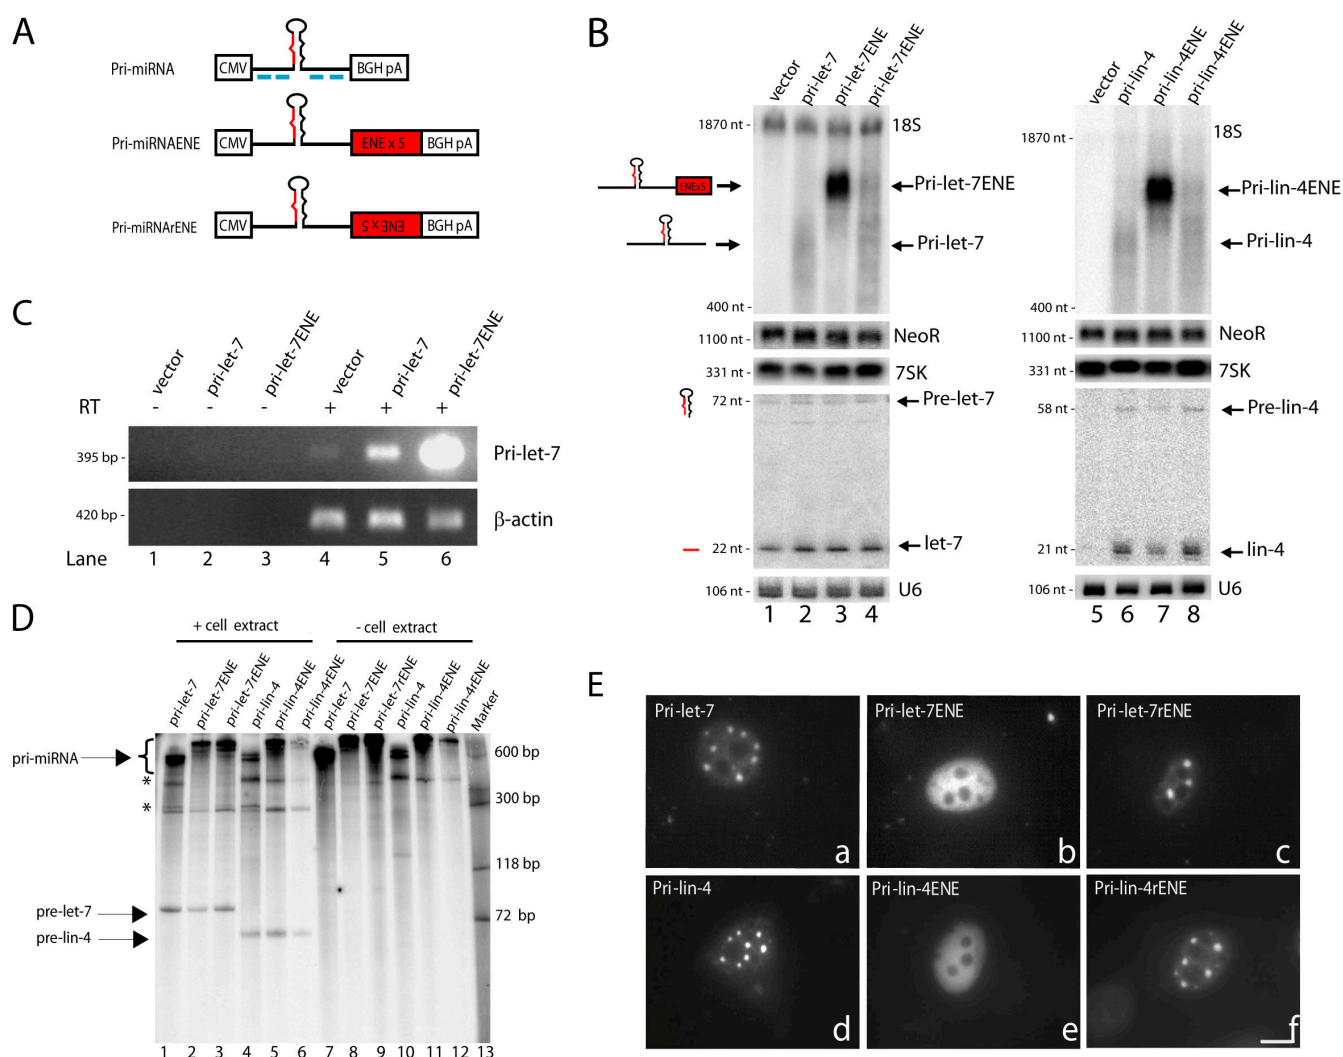 A
Pri-miRNA
CMV
BGH pA
Pri-miRNAENE
CMV
ENE x 5
BGH pA
Pri-miRNArENE
CMV
ENE x 5
BGH pA
B
vector
pri-let-7
pri-let-7ENE
pri-let-7rENE
1870 nt -
18S
ENEx5
Pri-let-7ENE
Pri-let-7
400 nt -
1100 nt -
NeoR
331 nt -
7SK
72 nt -
Pre-let-7
22 nt -
let-7
106 nt -
U6
1 2 3 4
vector
pri-lin-4
pri-lin-4ENE
pri-lin-4rENE
1870 nt -
18S
Pri-lin-4ENE
Pri-lin-4
400 nt -
1100 nt -
NeoR
331 nt -
7SK
58 nt -
Pre-lin-4
21 nt -
lin-4
106 nt -
U6
5 6 7 8
C
vector
pri-let-7
pri-let-7ENE
vector
pri-let-7
pri-let-7ENE
RT - - - + + +
395 bp -
Pri-let-7
420 bp -
β-actin
Lane 1 2 3 4 5 6
D
+ cell extract
- cell extract
pri-let-7
pri-let-7ENE
pri-let-7rENE
pri-lin-4
pri-lin-4ENE
pri-lin-4rENE
pri-let-7
pri-let-7ENE
pri-let-7rENE
pri-lin-4
pri-lin-4ENE
pri-lin-4rENE
Marker
pri-miRNA
*
*
pre-let-7
pre-lin-4
600 bp
300 bp
118 bp
72 bp
1 2 3 4 5 6 7 8 9 10 11 12 13
E
Pri-let-7
a
Pri-let-7ENE
b
Pri-let-7rENE
c
Pri-lin-4
d
Pri-lin-4ENE
e
Pri-lin-4rENE
f